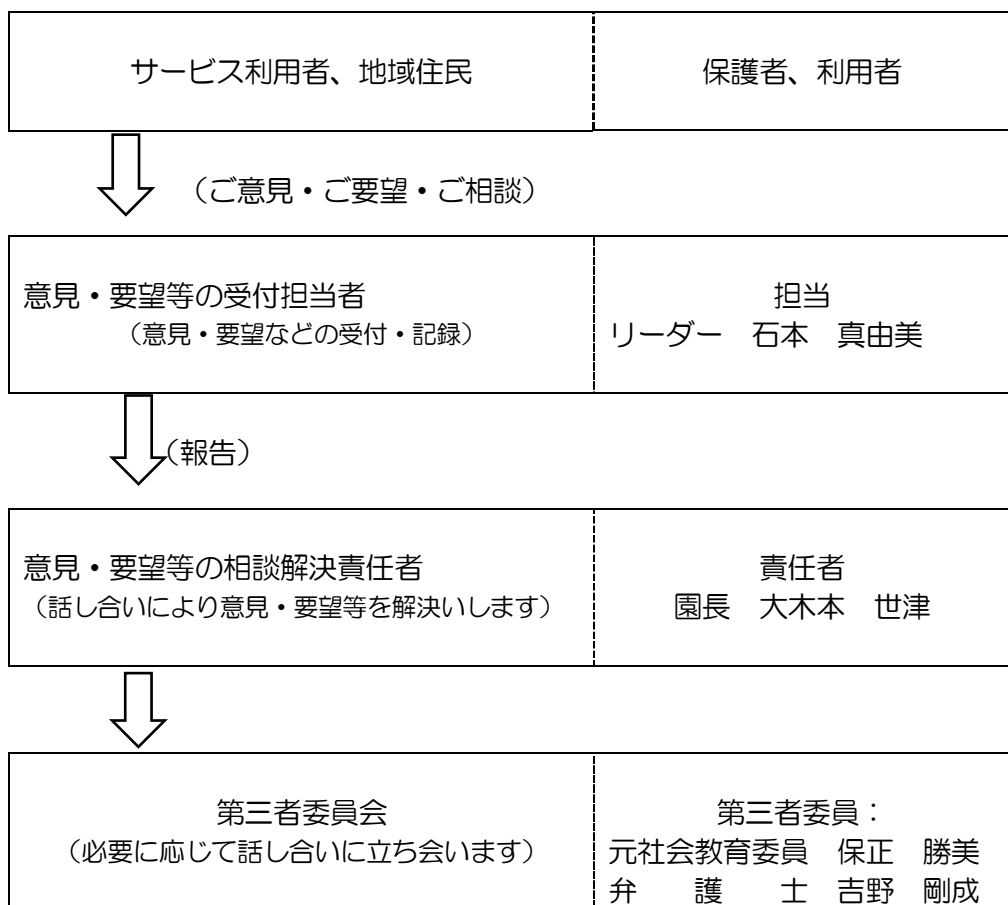 サービス利用者、地域住民
保護者、利用者
（ご意見・ご要望・ご相談）
意見・要望等の受付担当者
（意見・要望などの受付・記録）
担当
リーダー　石本　真由美
（報告）
意見・要望等の相談解決責任者
（話し合いにより意見・要望等を解決いします）
責任者
園長　大木本　世津
第三者委員会
（必要に応じて話し合いに立ち会います）
第三者委員：
元社会教育委員　保正　勝美
弁　護　士　吉野　剛成